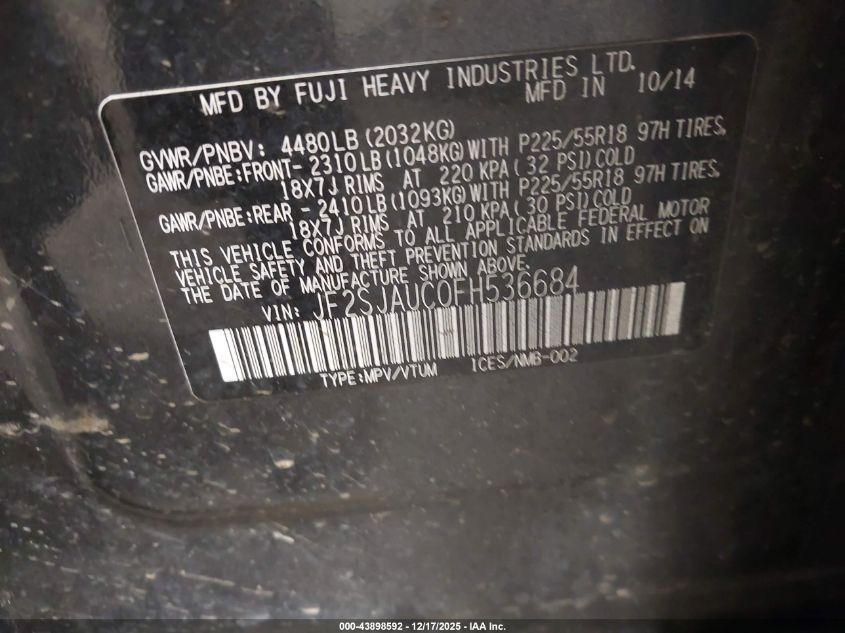 MFD BY FUJI HEAVY INDUSTRIES LTD.
MFD IN 10/14
GVWR/PNBV: 4480LB(2032KG)
GAWR/PNBE:FRONT- 2310LB(1048KG)WITH P225/55R18 97H TIRES,
18X7J RIMS AT 220 KPA(32 PSI)COLD
GAWR/PNBE:REAR - 2410LB(1093KG)WITH P225/55R18 97H TIRES,
18X7J RIMS AT 210 KPA(30 PSI)COLD
THIS VEHICLE CONFORMS TO ALL APPLICABLE FEDERAL MOTOR
VEHICLE SAFETY AND THEFT PREVENTION STANDARDS IN EFFECT ON
THE DATE OF MANUFACTURE SHOWN ABOVE.
VIN: JF2SJAUC0FH536684
TYPE:MPV/VTUM ICES/NMB-002
000-43898592 - 12/17/2025 - IAA Inc.